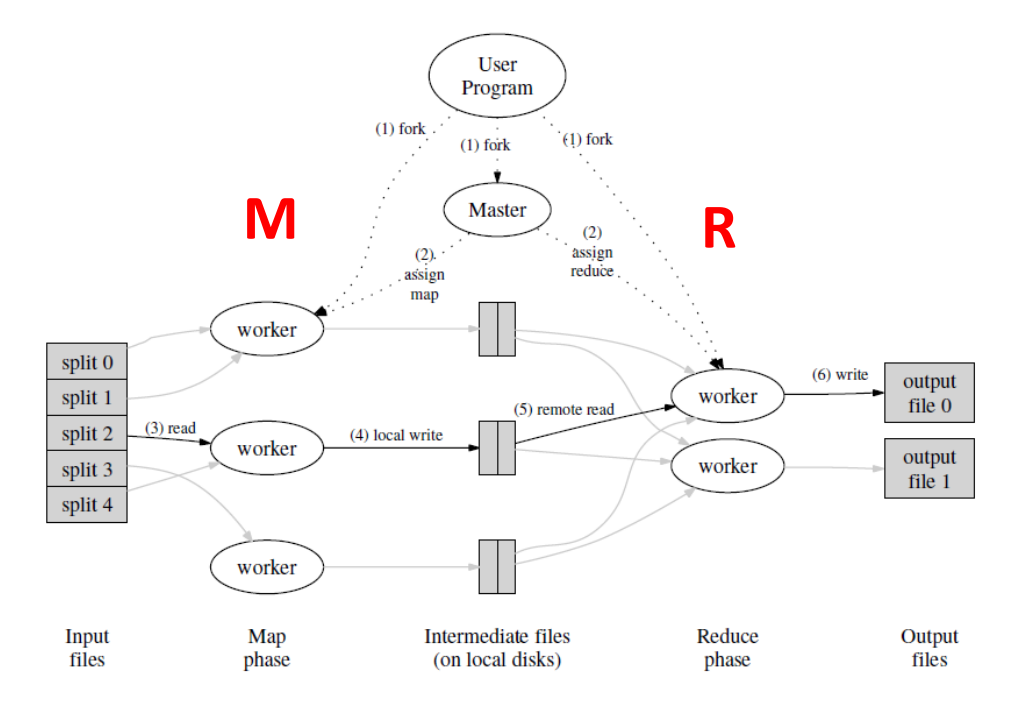 User
Program
(1) fork
(1) fork
(1) fork
M
Master
R
(2)
assign
map
(2)
assign
reduce
worker
split 0
split 1
split 2
split 3
split 4
(3) read
worker
(4) local write
(5) remote read
worker
(6) write
output
file 0
worker
output
file 1
worker
Input
files
Map
phase
Intermediate files
(on local disks)
Reduce
phase
Output
files